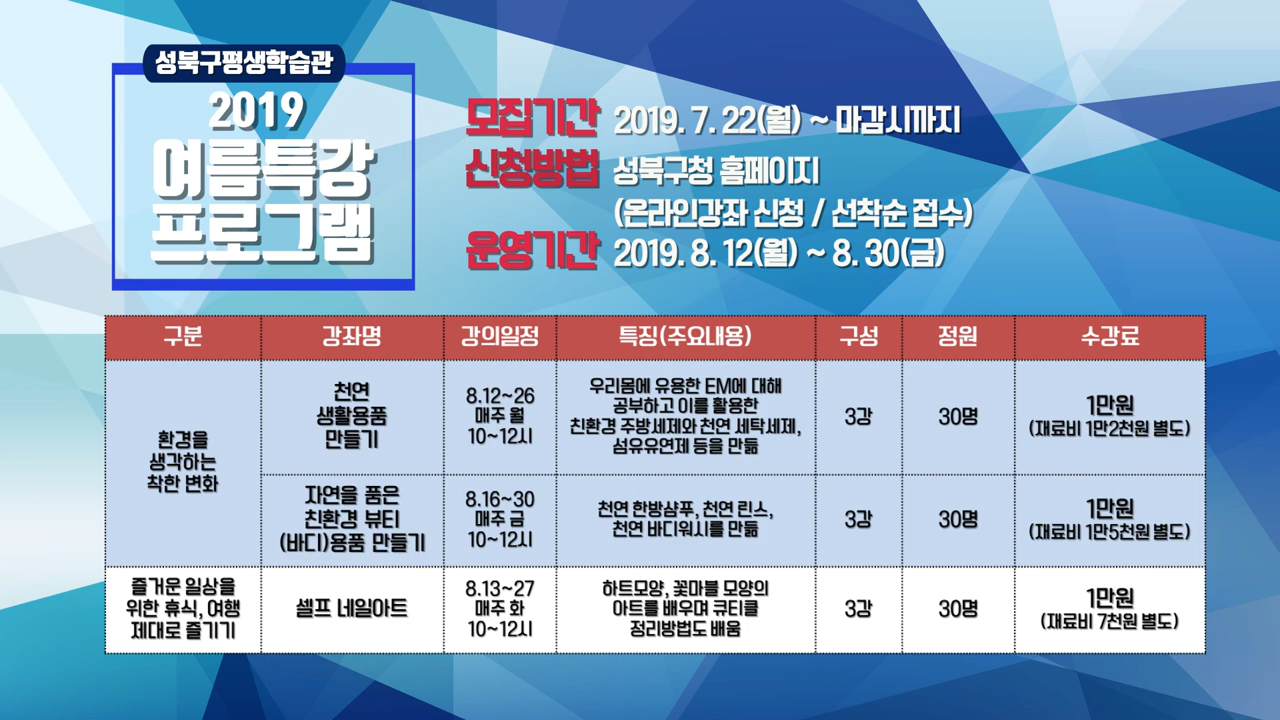 성북구평생학습관
2019
여름특강
프로그램
모집기간 2019. 7. 22(월) ~ 마감시까지
신청방법 성북구청 홈페이지
(온라인강좌 신청 / 선착순 접수)
운영기간 2019. 8. 12(월) ~ 8. 30(금)
구분 강좌명 강의일정 특징(주요내용) 구성 정원 수강료
환경을
생각하는
착한 변화
천연
생활용품
만들기
8.12~26
매주 월
10~12시
우리몸에 유용한 EM에 대해
공부하고 이를 활용한
친환경 주방세제와 천연 세탁세제,
섬유유연제 등을 만듦
3강
30명
1만원
(재료비 1만2천원 별도)
자연을 품은
친환경 뷰티
(바디)용품 만들기
8.16~30
매주 금
10~12시
천연 한방샴푸, 천연 린스,
천연 바디워시를 만듦
3강
30명
1만원
(재료비 1만5천원 별도)
즐거운 일상을
위한 휴식, 여행
제대로 즐기기
셀프 네일아트
8.13~27
매주 화
10~12시
하트모양, 꽃마블 모양의
아트를 배우며 큐티클
정리방법도 배움
3강
30명
1만원
(재료비 7천원 별도)